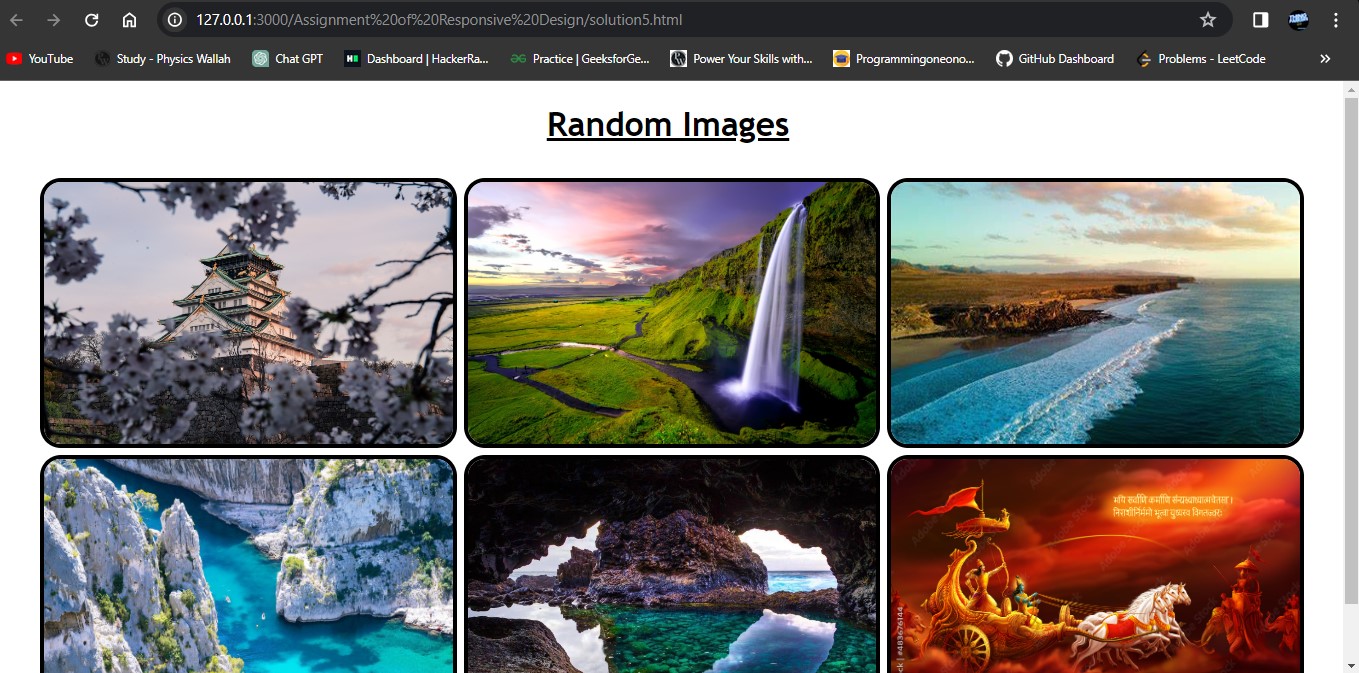 127.0.0.1:3000/Assignment%20of%20Responsive%20Design/solution5.html
YouTube
Study - Physics Wallah
Chat GPT
Dashboard | HackerRa...
Practice | GeeksforGe...
Power Your Skills with...
Programmingoneono...
GitHub Dashboard
Problems - LeetCode
Random Images
मयि सर्वाणि कर्माणि संन्यस्याध्यात्मचेतसा ।
निराशीर्निर्ममो भूत्वा युध्यस्व विगतज्वरः
ck | #483676144